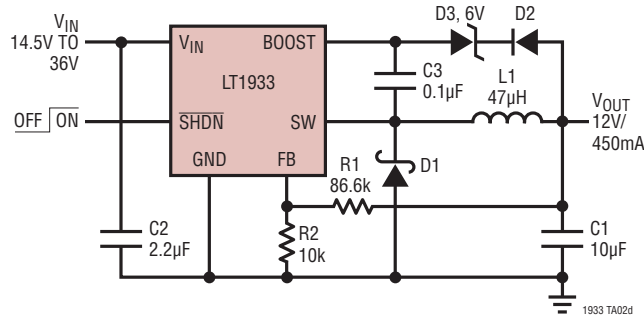 VIN
14.5V TO
36V
OFF ON
VIN
BOOST
LT1933
SHDN
SW
GND
FB
D3, 6V
D2
C3
0.1µF
L1
47µH
VOUT
12V/
450mA
R1
86.6k
D1
C2
2.2µF
R2
10k
C1
10µF
1933 TA02d